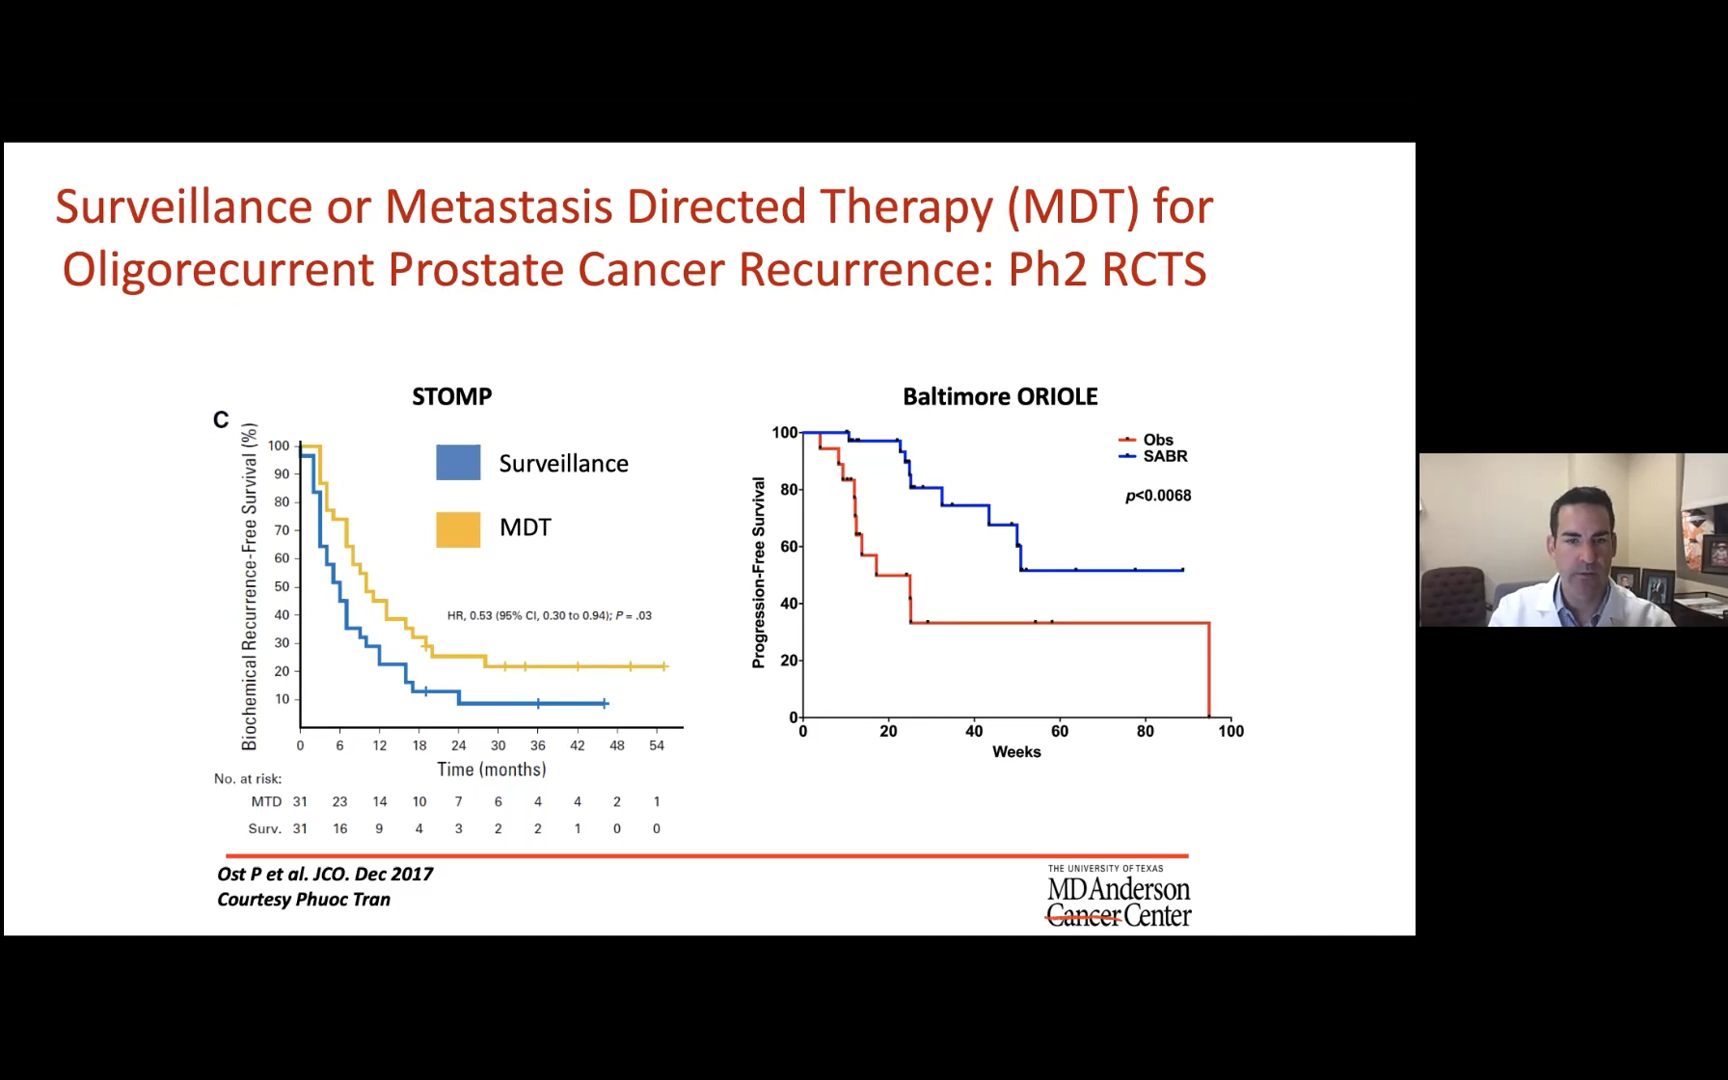 Surveillance or Metastasis Directed Therapy (MDT) for
Oligorecurrent Prostate Cancer Recurrence: Ph2 RCTS
STOMP
C
Biochemical Recurrence-Free Survival (%)
100
90
80
70
60
50
40
30
20
10
Surveillance
MDT
HR, 0.53 (95% CI, 0.30 to 0.94); P = .03
0 6 12 18 24 30 36 42 48 54
Time (months)
No. at risk:
MTD 31 23 14 10 7 6 4 4 2 1
Surv. 31 16 9 4 3 2 2 1 0 0
Baltimore ORIOLE
Progression-Free Survival
100
80
60
40
20
0
Obs
SABR
p<0.0068
0 20 40 60 80 100
Weeks
Ost P et al. JCO. Dec 2017
Courtesy Phuoc Tran
THE UNIVERSITY OF TEXAS
MD Anderson
Cancer Center